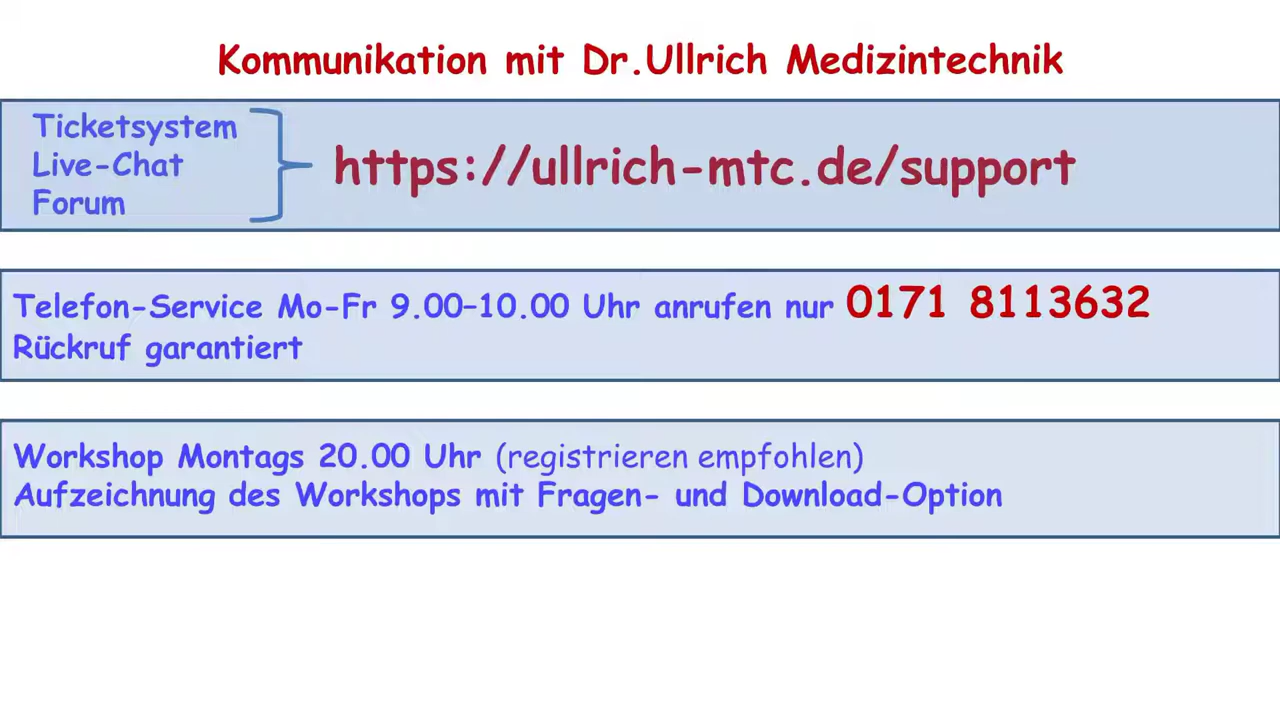 Kommunikation mit Dr.Ullrich Medizintechnik
Ticketsystem
Live-Chat
Forum
https://ullrich-mtc.de/support
Telefon-Service Mo-Fr 9.00–10.00 Uhr anrufen nur 0171 8113632
Rückruf garantiert
Workshop Montags 20.00 Uhr (registrieren empfohlen)
Aufzeichnung des Workshops mit Fragen- und Download-Option